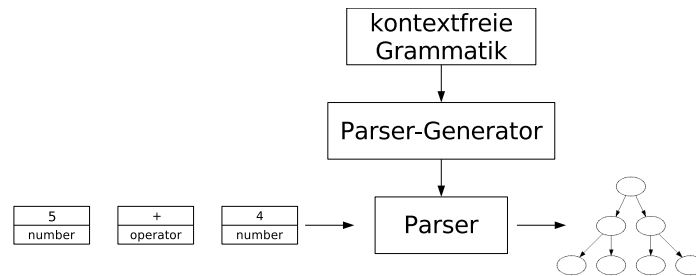 kontextfreie
Grammatik
Parser-Generator
5 + 4 Parser
number operator number